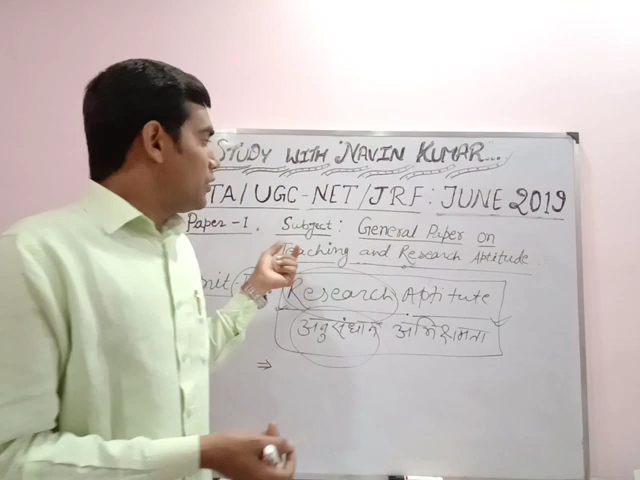 STUDY WITH "NAVIN KUMAR"...
TA/UGC-NET/JRF: JUNE 2019
Paper-1. Subject: General Paper on
Teaching and Research Aptitude
Unit-
Research Aptitute
अनुसंधान अभिक्षमता
⇒